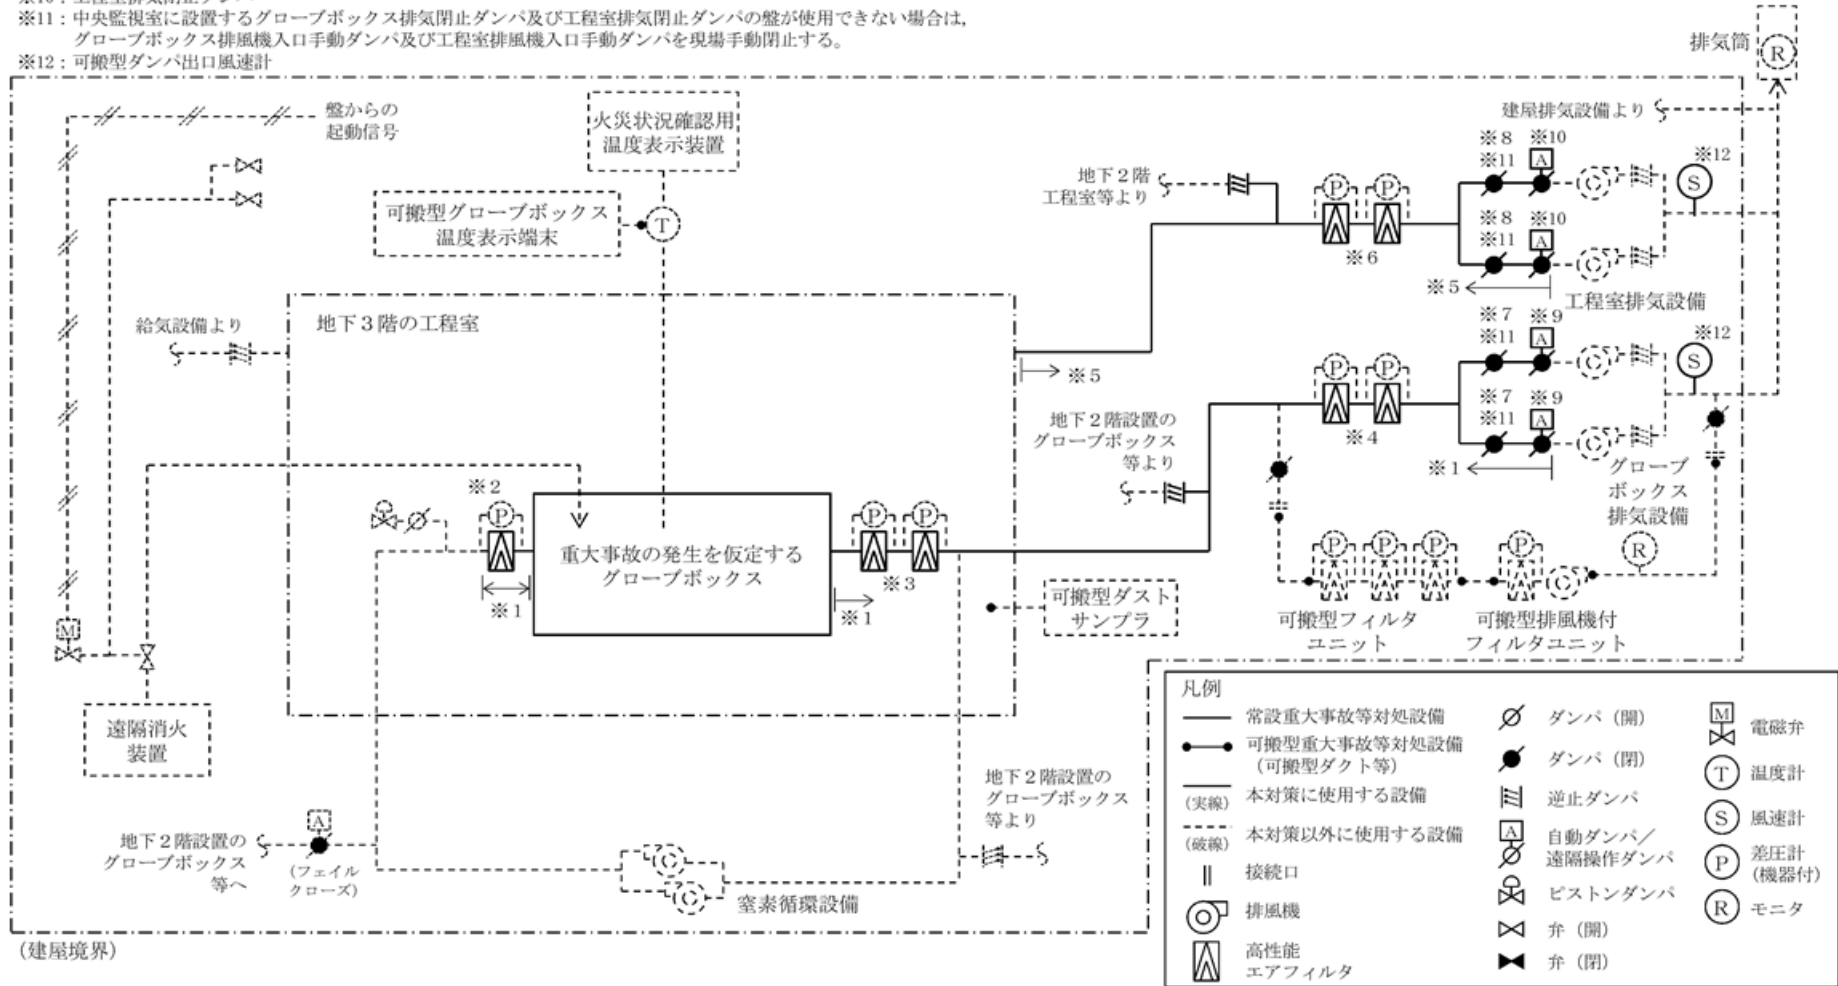 ※11：中央監視室に設置するグローブボックス排気閉止ダンパ及び工程室排気閉止ダンパの盤が使用できない場合は，
グローブボックス排風機入口手動ダンパ及び工程室排風機入口手動ダンパを現場手動閉止する。
※12：可搬型ダンパ出口風速計
排気筒
R
盤からの
起動信号
火災状況確認用
温度表示装置
建屋排気設備より
※8
※10
※11
A
※12
S
地下２階
工程室等より
P
P
可搬型グローブボックス
温度表示端末
T
※8
※10
※11
A
※6
※5
工程室排気設備
給気設備より
地下３階の工程室
※5
※7
※9
※11
A
※12
S
P
P
※7
※9
※11
A
地下２階設置の
グローブボックス
等より
※4
※1
グローブ
ボックス
排気設備
※2
P
P
P
重大事故の発生を仮定する
グローブボックス
※3
※1
※1
P
P
P
P
R
可搬型ダスト
サンプラ
可搬型フィルタ
ユニット
可搬型排風機付
フィルタユニット
M
遠隔消火
装置
地下２階設置の
グローブボックス
等へ
A
(フェイル
クローズ)
窒素循環設備
地下２階設置の
グローブボックス
等より
(建屋境界)
凡例
常設重大事故等対処設備
可搬型重大事故等対処設備
（可搬型ダクト等）
(実線)
本対策に使用する設備
(破線)
本対策以外に使用する設備
接続口
排風機
高性能
エアフィルタ
ダンパ（開）
ダンパ（閉）
逆止ダンパ
A
自動ダンパ／
遠隔操作ダンパ
ピストンダンパ
弁（開）
弁（閉）
M
電磁弁
T
温度計
S
風速計
P
差圧計
(機器付)
R
モニタ